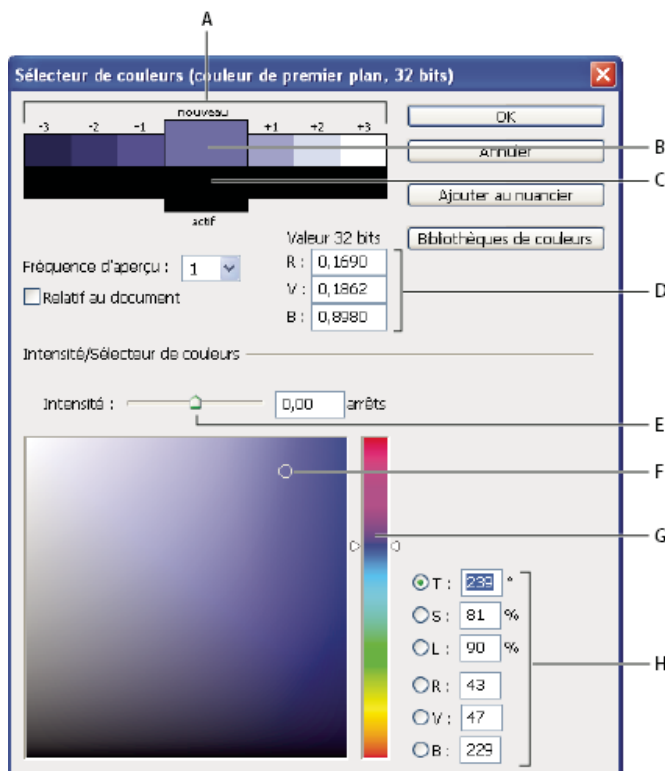 A
Sélecteur de couleurs (couleur de premier plan, 32 bits)
nouveau
-3 -2 -1 +1 +2 +3
OK
Annuler
B
C
Ajouter au nuancier
actif
Bibliothèques de couleurs
Valeur 32 bits
Fréquence d'aperçu : 1
R : 0,1690
Relatif au document
V : 0,1862
D
B : 0,8980
Intensité/Sélecteur de couleurs
Intensité : 0,00 arrêts
E
F
G
T : 239 °
S : 81 %
L : 90 %
H
R : 43
V : 47
B : 229